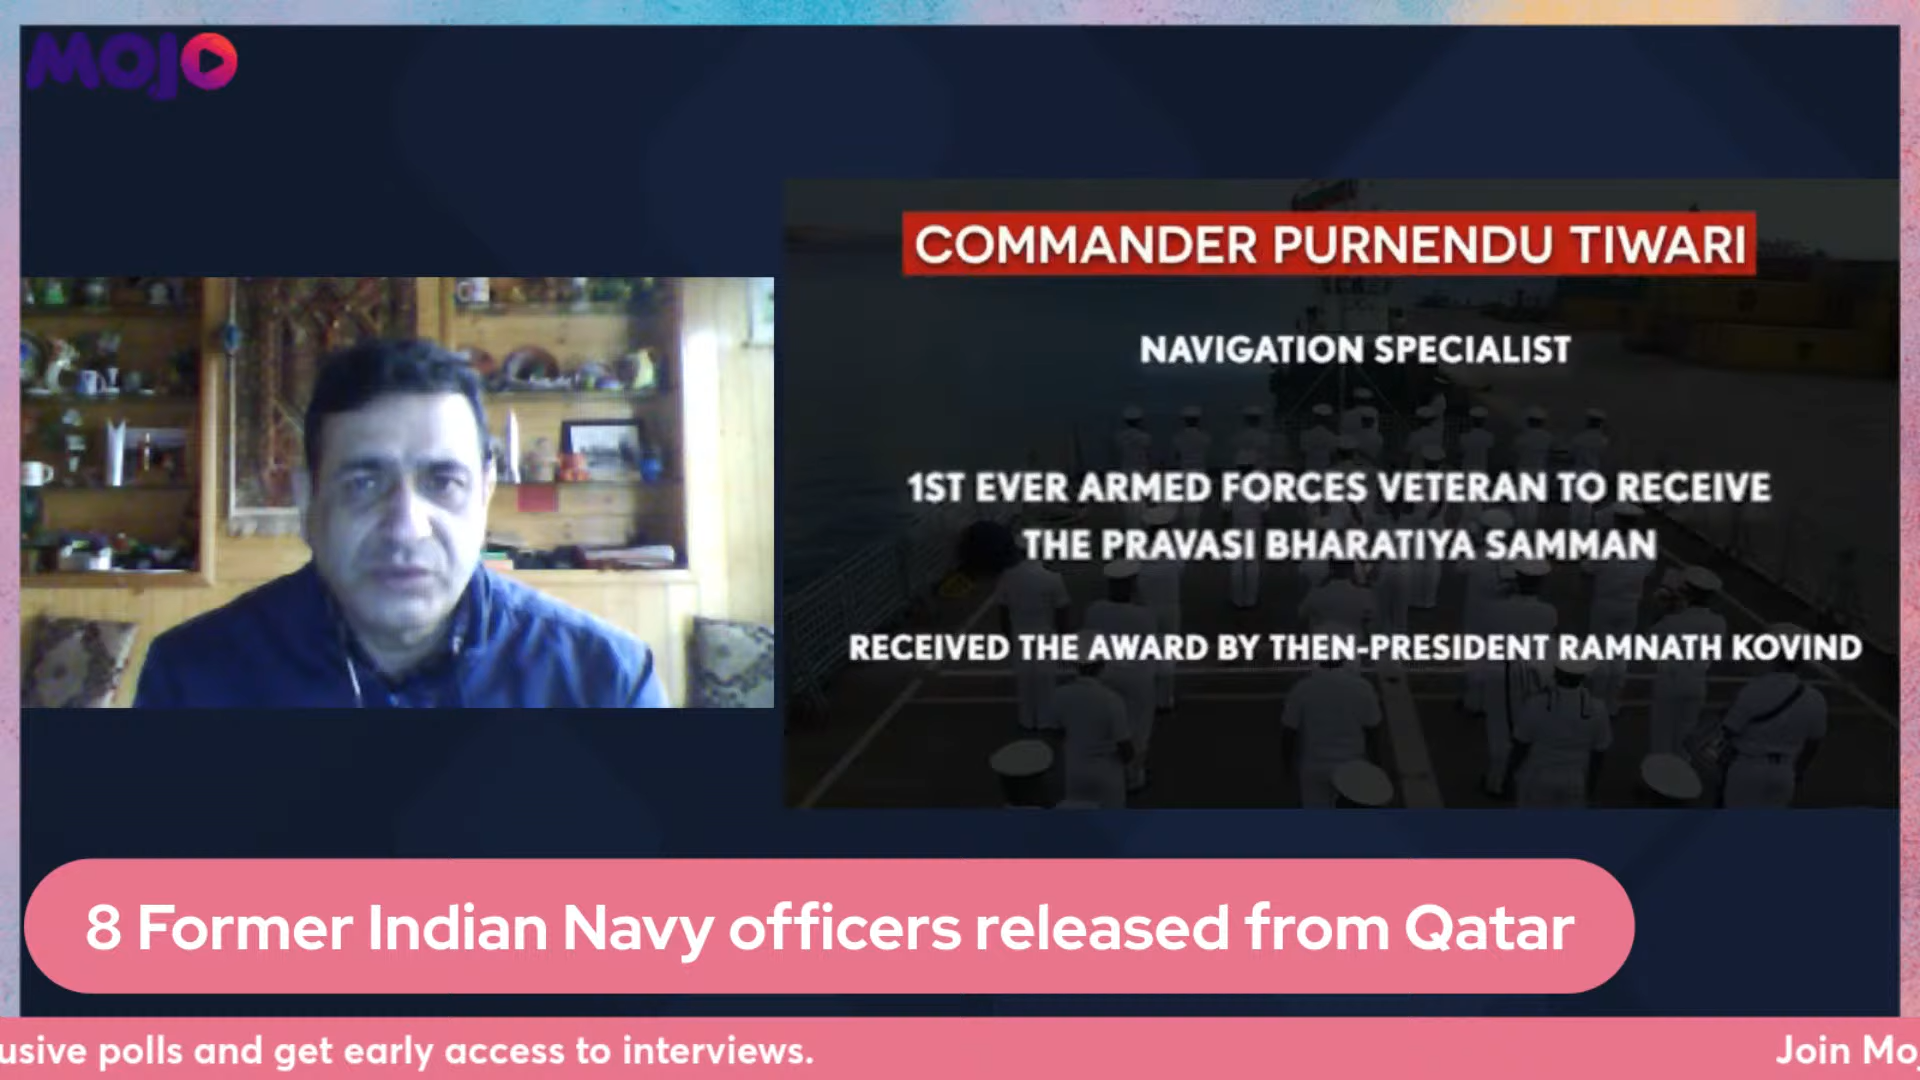 MOJO
COMMANDER PURNENDU TIWARI
NAVIGATION SPECIALIST
1ST EVER ARMED FORCES VETERAN TO RECEIVE
THE PRAVASI BHARATIYA SAMMAN
RECEIVED THE AWARD BY THEN-PRESIDENT RAMNATH KOVIND
8 Former Indian Navy officers released from Qatar
usive polls and get early access to interviews. Join Mo